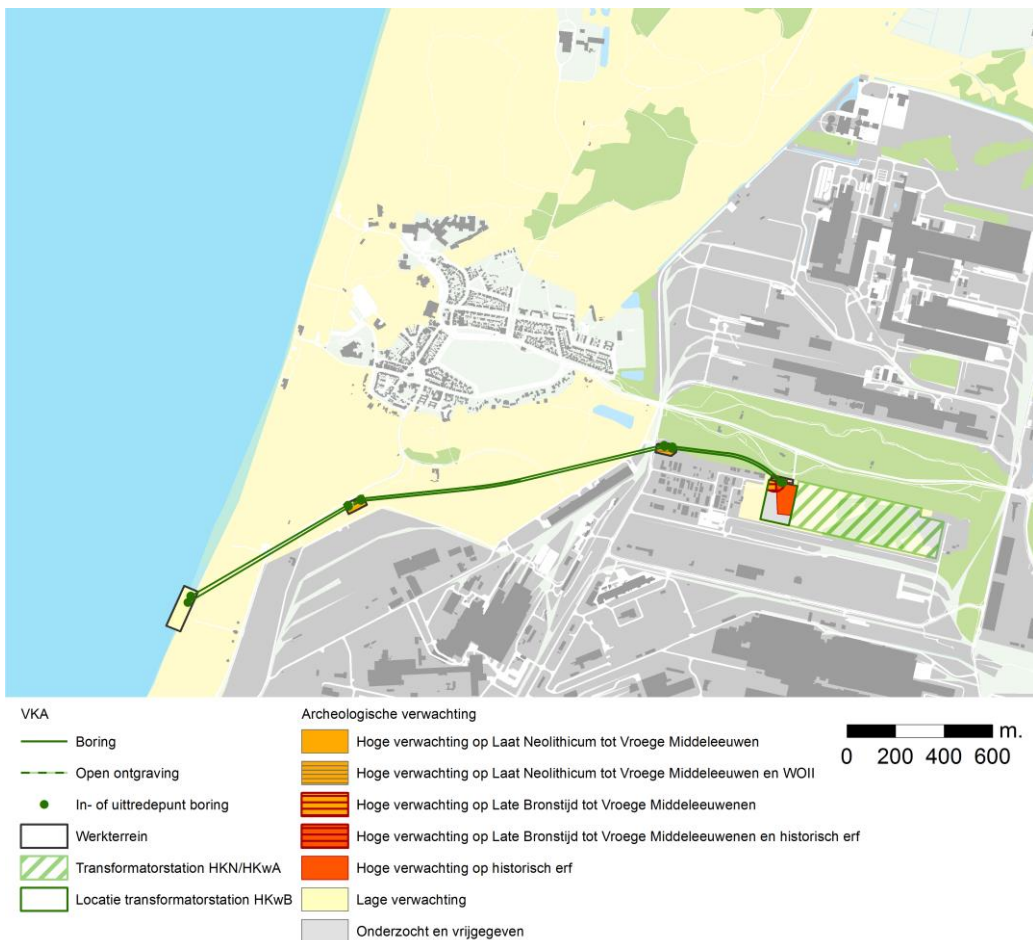 VKA
Boring
Open ontgraving
In- of uittredepunt boring
Werkterrein
Transformatorstation HKN/HKwA
Locatie transformatorstation HKwB
Archeologische verwachting
Hoge verwachting op Laat Neolithicum tot Vroege Middeleeuwen
Hoge verwachting op Laat Neolithicum tot Vroege Middeleeuwen en WOII
Hoge verwachting op Late Bronstijd tot Vroege Middeleeuwenen
Hoge verwachting op Late Bronstijd tot Vroege Middeleeuwenen en historisch erf
Hoge verwachting op historisch erf
Lage verwachting
Onderzocht en vrijgegeven
m.
0 200 400 600